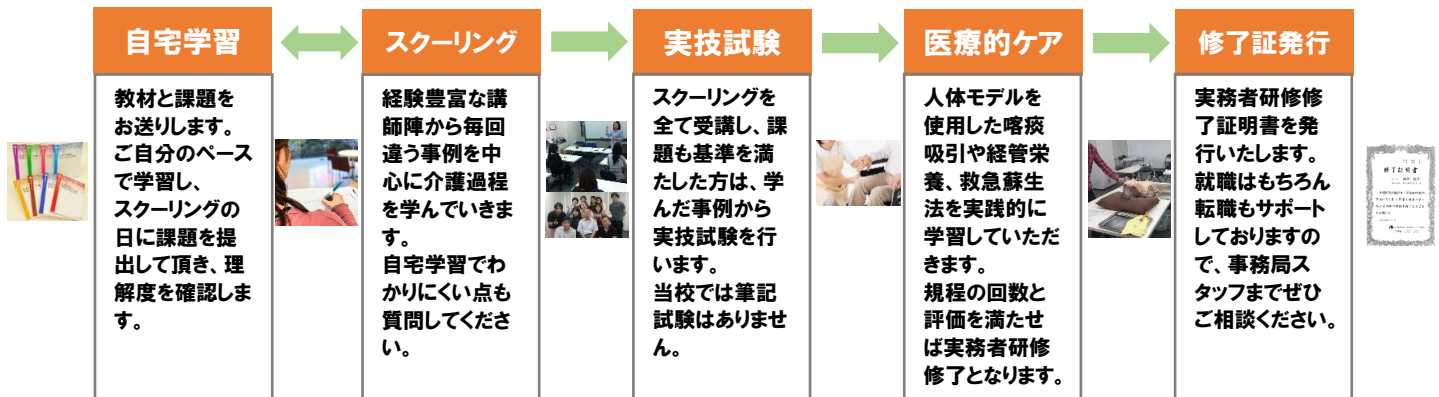 自宅学習
教材と課題を
お送りします。
ご自分のペース
で学習し、
スクーリングの
日に課題を提
出して頂き、理
解度を確認しま
す。
スクーリング
経験豊富な講
師陣から毎回
違う事例を中
心に介護過程
を学んでいきま
す。
自宅学習でわ
かりにくい点も
質問してくださ
い。
実技試験
スクーリングを
全て受講し、課
題も基準を満
たした方は、学
んだ事例から
実技試験を行
います。
当校では筆記
試験はありませ
ん。
医療的ケア
人体モデルを
使用した喀痰
吸引や経管栄
養、救急蘇生
法を実践的に
学習していただ
きます。
規程の回数と
評価を満たせ
ば実務者研修
修了となります。
修了証発行
実務者研修修
了証明書を発
行いたします。
就職はもちろん
転職もサポート
しておりますの
で、事務局ス
タッフまでぜひ
ご相談ください。
修了証明書